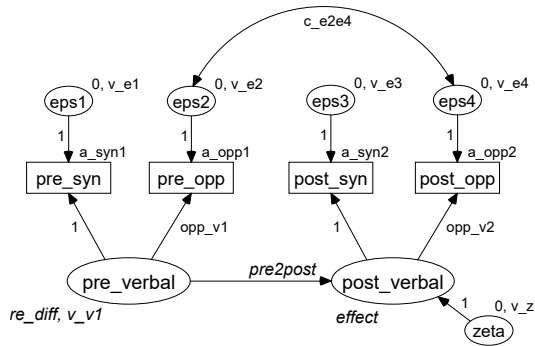 c_e2e4
0, v_e1
0, v_e2
0, v_e3
0, v_e4
eps1
eps2
eps3
eps4
1
1
1
1
a_syn1
a_opp1
a_syn2
a_opp2
pre_syn
pre_opp
post_syn
post_opp
1
opp_v1
1
opp_v2
pre_verbal
pre2post
post_verbal
re_diff, v_v1
effect
1
0, v_z
zeta